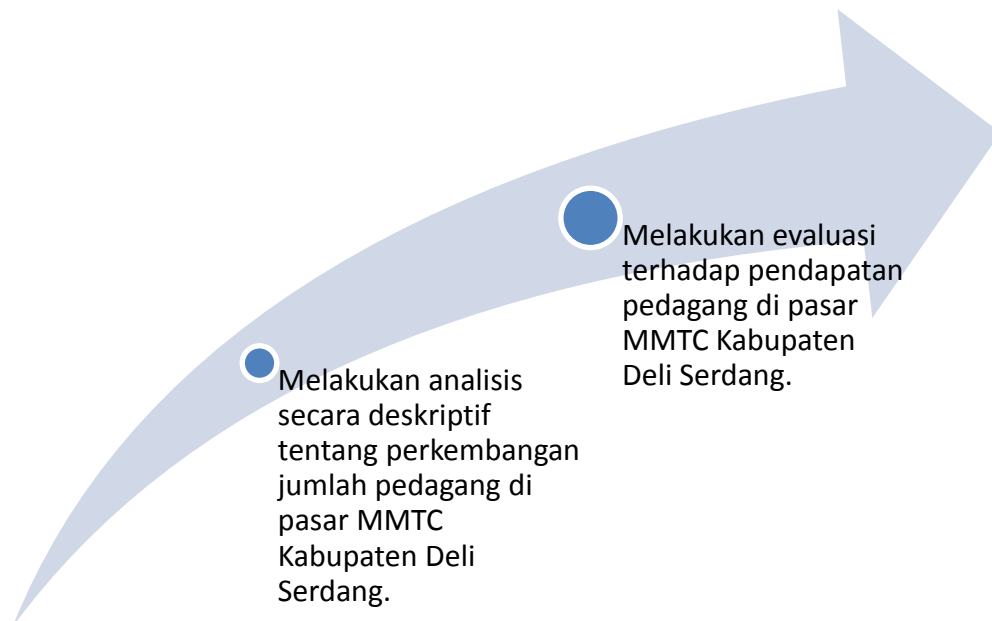 Melakukan evaluasi
terhadap pendapatan
pedagang di pasar
MMTC Kabupaten
Deli Serdang.
Melakukan analisis
secara deskriptif
tentang perkembangan
jumlah pedagang di
pasar MMTC
Kabupaten Deli
Serdang.